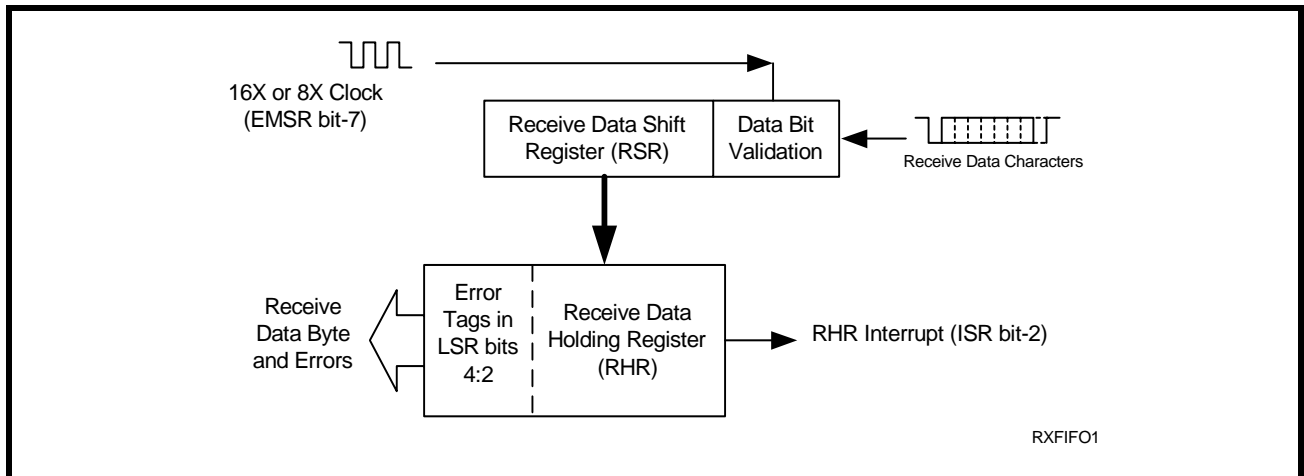 16X or 8X Clock
(EMSR bit-7)
Receive Data Shift
Register (RSR)
Data Bit
Validation
Receive Data Characters
Receive
Data Byte
and Errors
Error
Tags in
LSR bits
4:2
Receive Data
Holding Register
(RHR)
RHR Interrupt (ISR bit-2)
RXFIFO1